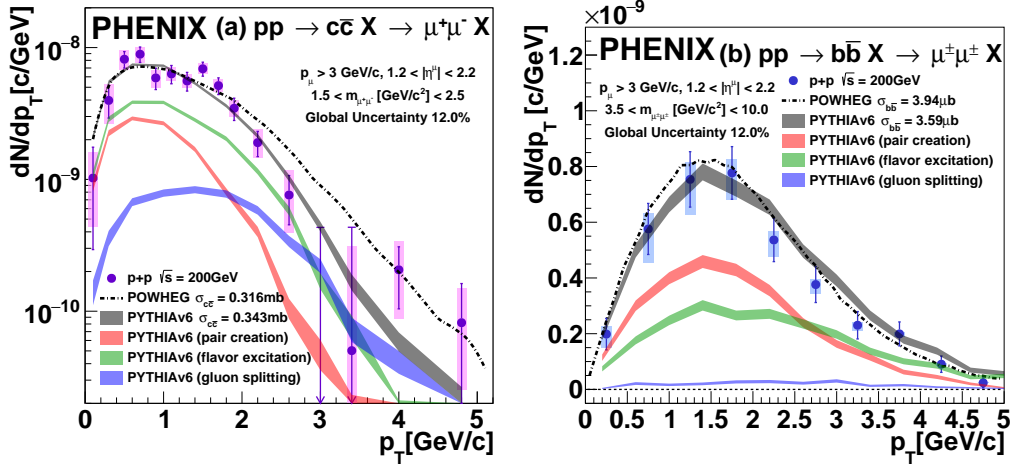 PHENIX (a) pp → cc̅ X → μ⁺μ⁻ X
p_μ > 3 GeV/c, 1.2 < |η^μ| < 2.2
1.5 < m_μ⁺μ⁻ [GeV/c²] < 2.5
Global Uncertainty 12.0%
dN/dp_T [c/GeV]
10⁻⁸
10⁻⁹
10⁻¹⁰
p+p √s = 200GeV
POWHEG σ_cc̅ = 0.316mb
PYTHIAv6 σ_cc̅ = 0.343mb
PYTHIAv6 (pair creation)
PYTHIAv6 (flavor excitation)
PYTHIAv6 (gluon splitting)
0 1 2 3 4 5
p_T[GeV/c]
×10⁻⁹
PHENIX (b) pp → bb̅ X → μ^±μ^± X
p_μ > 3 GeV/c, 1.2 < |η^μ| < 2.2
3.5 < m_μ^±μ^± [GeV/c²] < 10.0
Global Uncertainty 12.0%
p+p √s = 200GeV
POWHEG σ_bb̅ = 3.94μb
PYTHIAv6 σ_bb̅ = 3.59μb
PYTHIAv6 (pair creation)
PYTHIAv6 (flavor excitation)
PYTHIAv6 (gluon splitting)
dN/dp_T [c/GeV]
1.2
1
0.8
0.6
0.4
0.2
0
0 0.5 1 1.5 2 2.5 3 3.5 4 4.5 5
p_T[GeV/c]